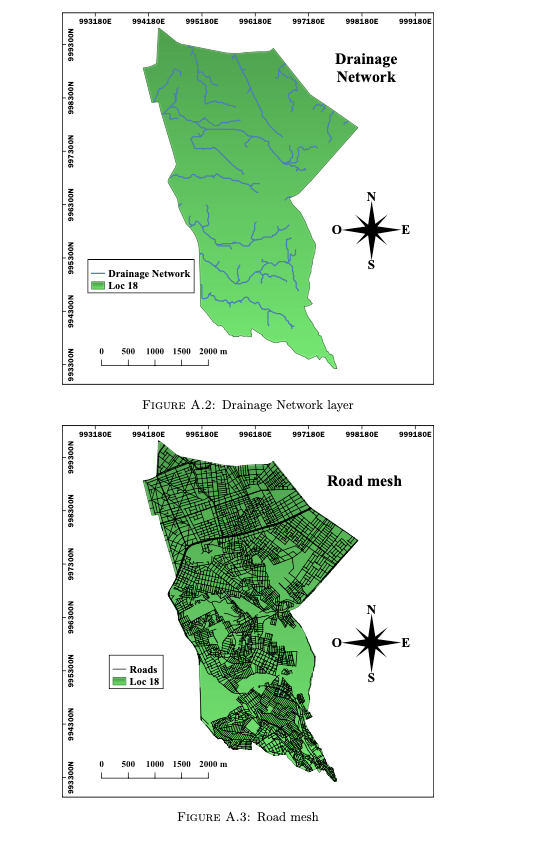 993180E 994180E 995180E 996180E 997180E 998180E 999180E
999300N
998300N
997300N
996300N
995300N
994300N
993300N
Drainage
Network
N
O E
S
Drainage Network
Loc 18
0 500 1000 1500 2000 m
FIGURE A.2: Drainage Network layer
993180E 994180E 995180E 996180E 997180E 998180E 999180E
999300N
998300N
997300N
996300N
995300N
994300N
993300N
Road mesh
N
O E
S
Roads
Loc 18
0 500 1000 1500 2000 m
FIGURE A.3: Road mesh